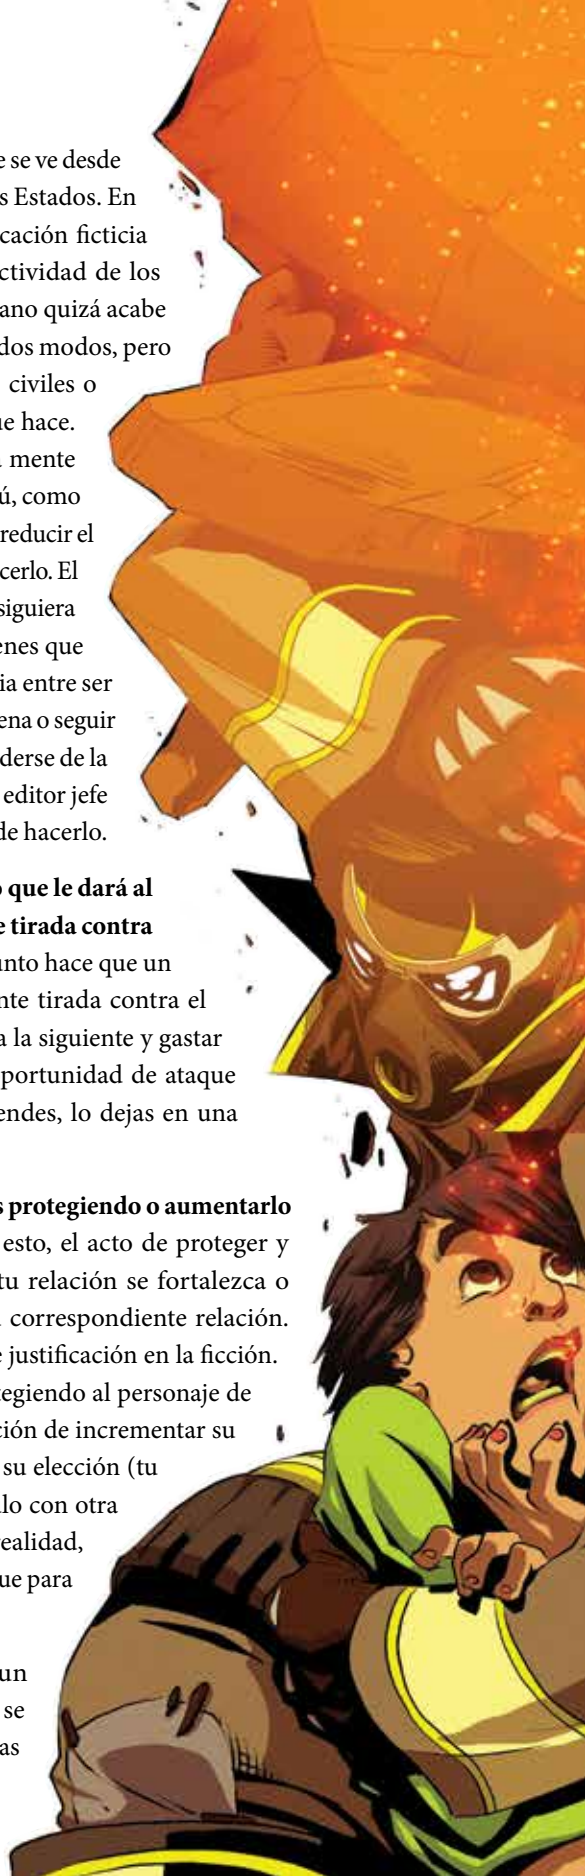 e se ve desde
s Estados. En
cación ficticia
ctividad de los
ano quizá acabe
dos modos, pero
civiles o
ue hace.
mente
ú, como
reducir el
cerlo. El
siguiera
enes que
ia entre ser
ena o seguir
derse de la
editor jefe
de hacerlo.
o que le dará al
e tirada contra
unto hace que un
nte tirada contra el
a la siguiente y gastar
portunidad de ataque
endes, lo dejas en una
s protegiendo o aumentarlo
esto, el acto de proteger y
tu relación se fortalezca o
correspondiente relación.
e justificación en la ficción.
tegiendo al personaje de
ción de incrementar su
su elección (tu
lo con otra
realidad,
ue para
un
se
as